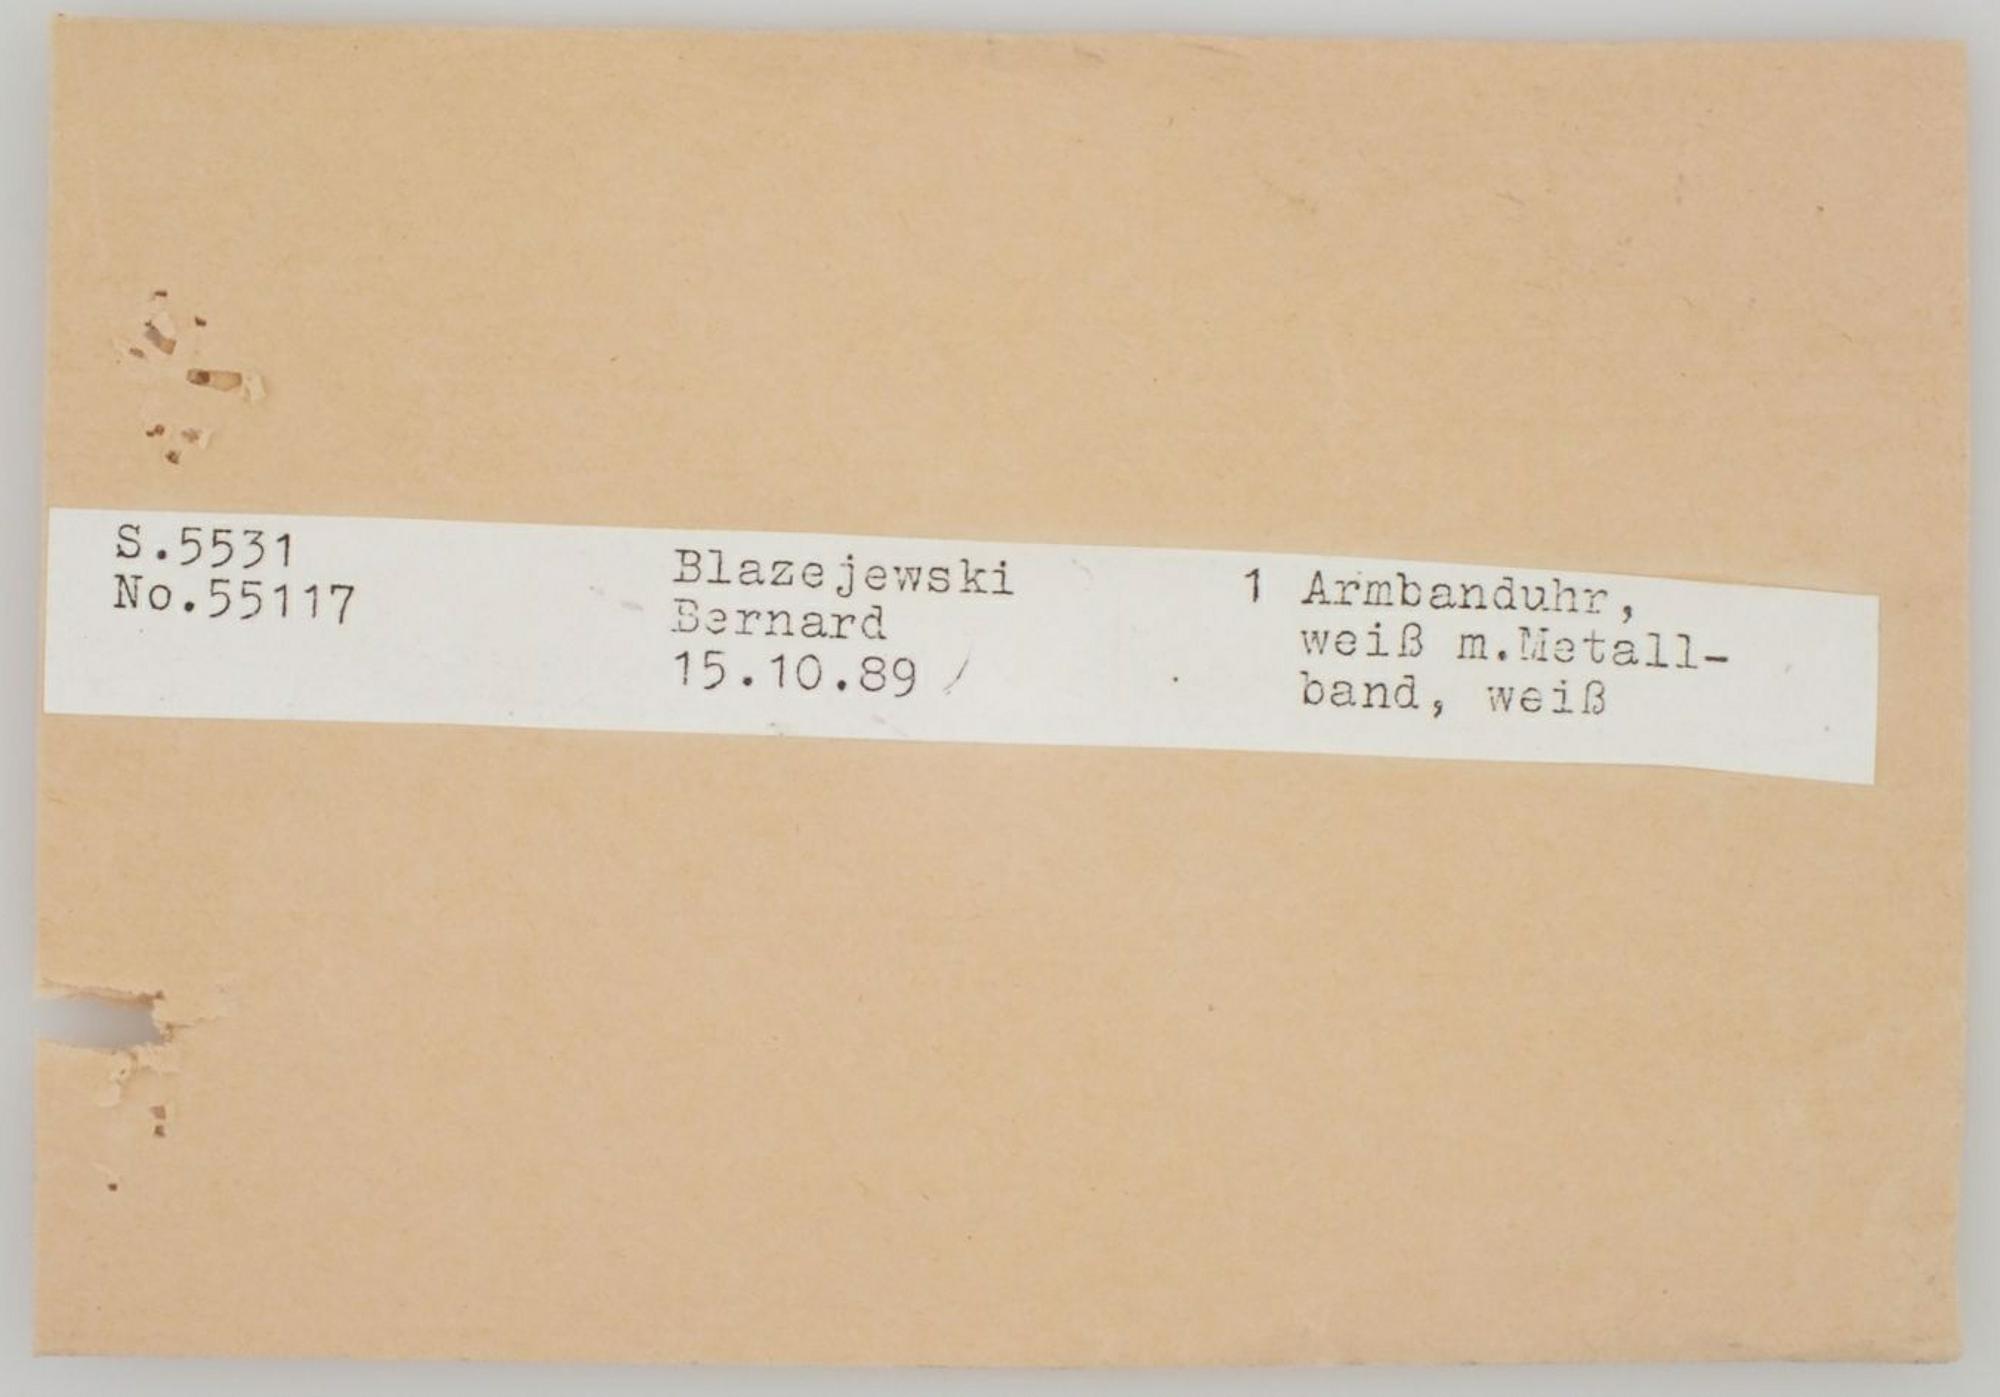 S.5531
No.55117
Blazejewski
Bernard
15.10.89
1 Armbanduhr,
weiß m.Metall-
band, weiß